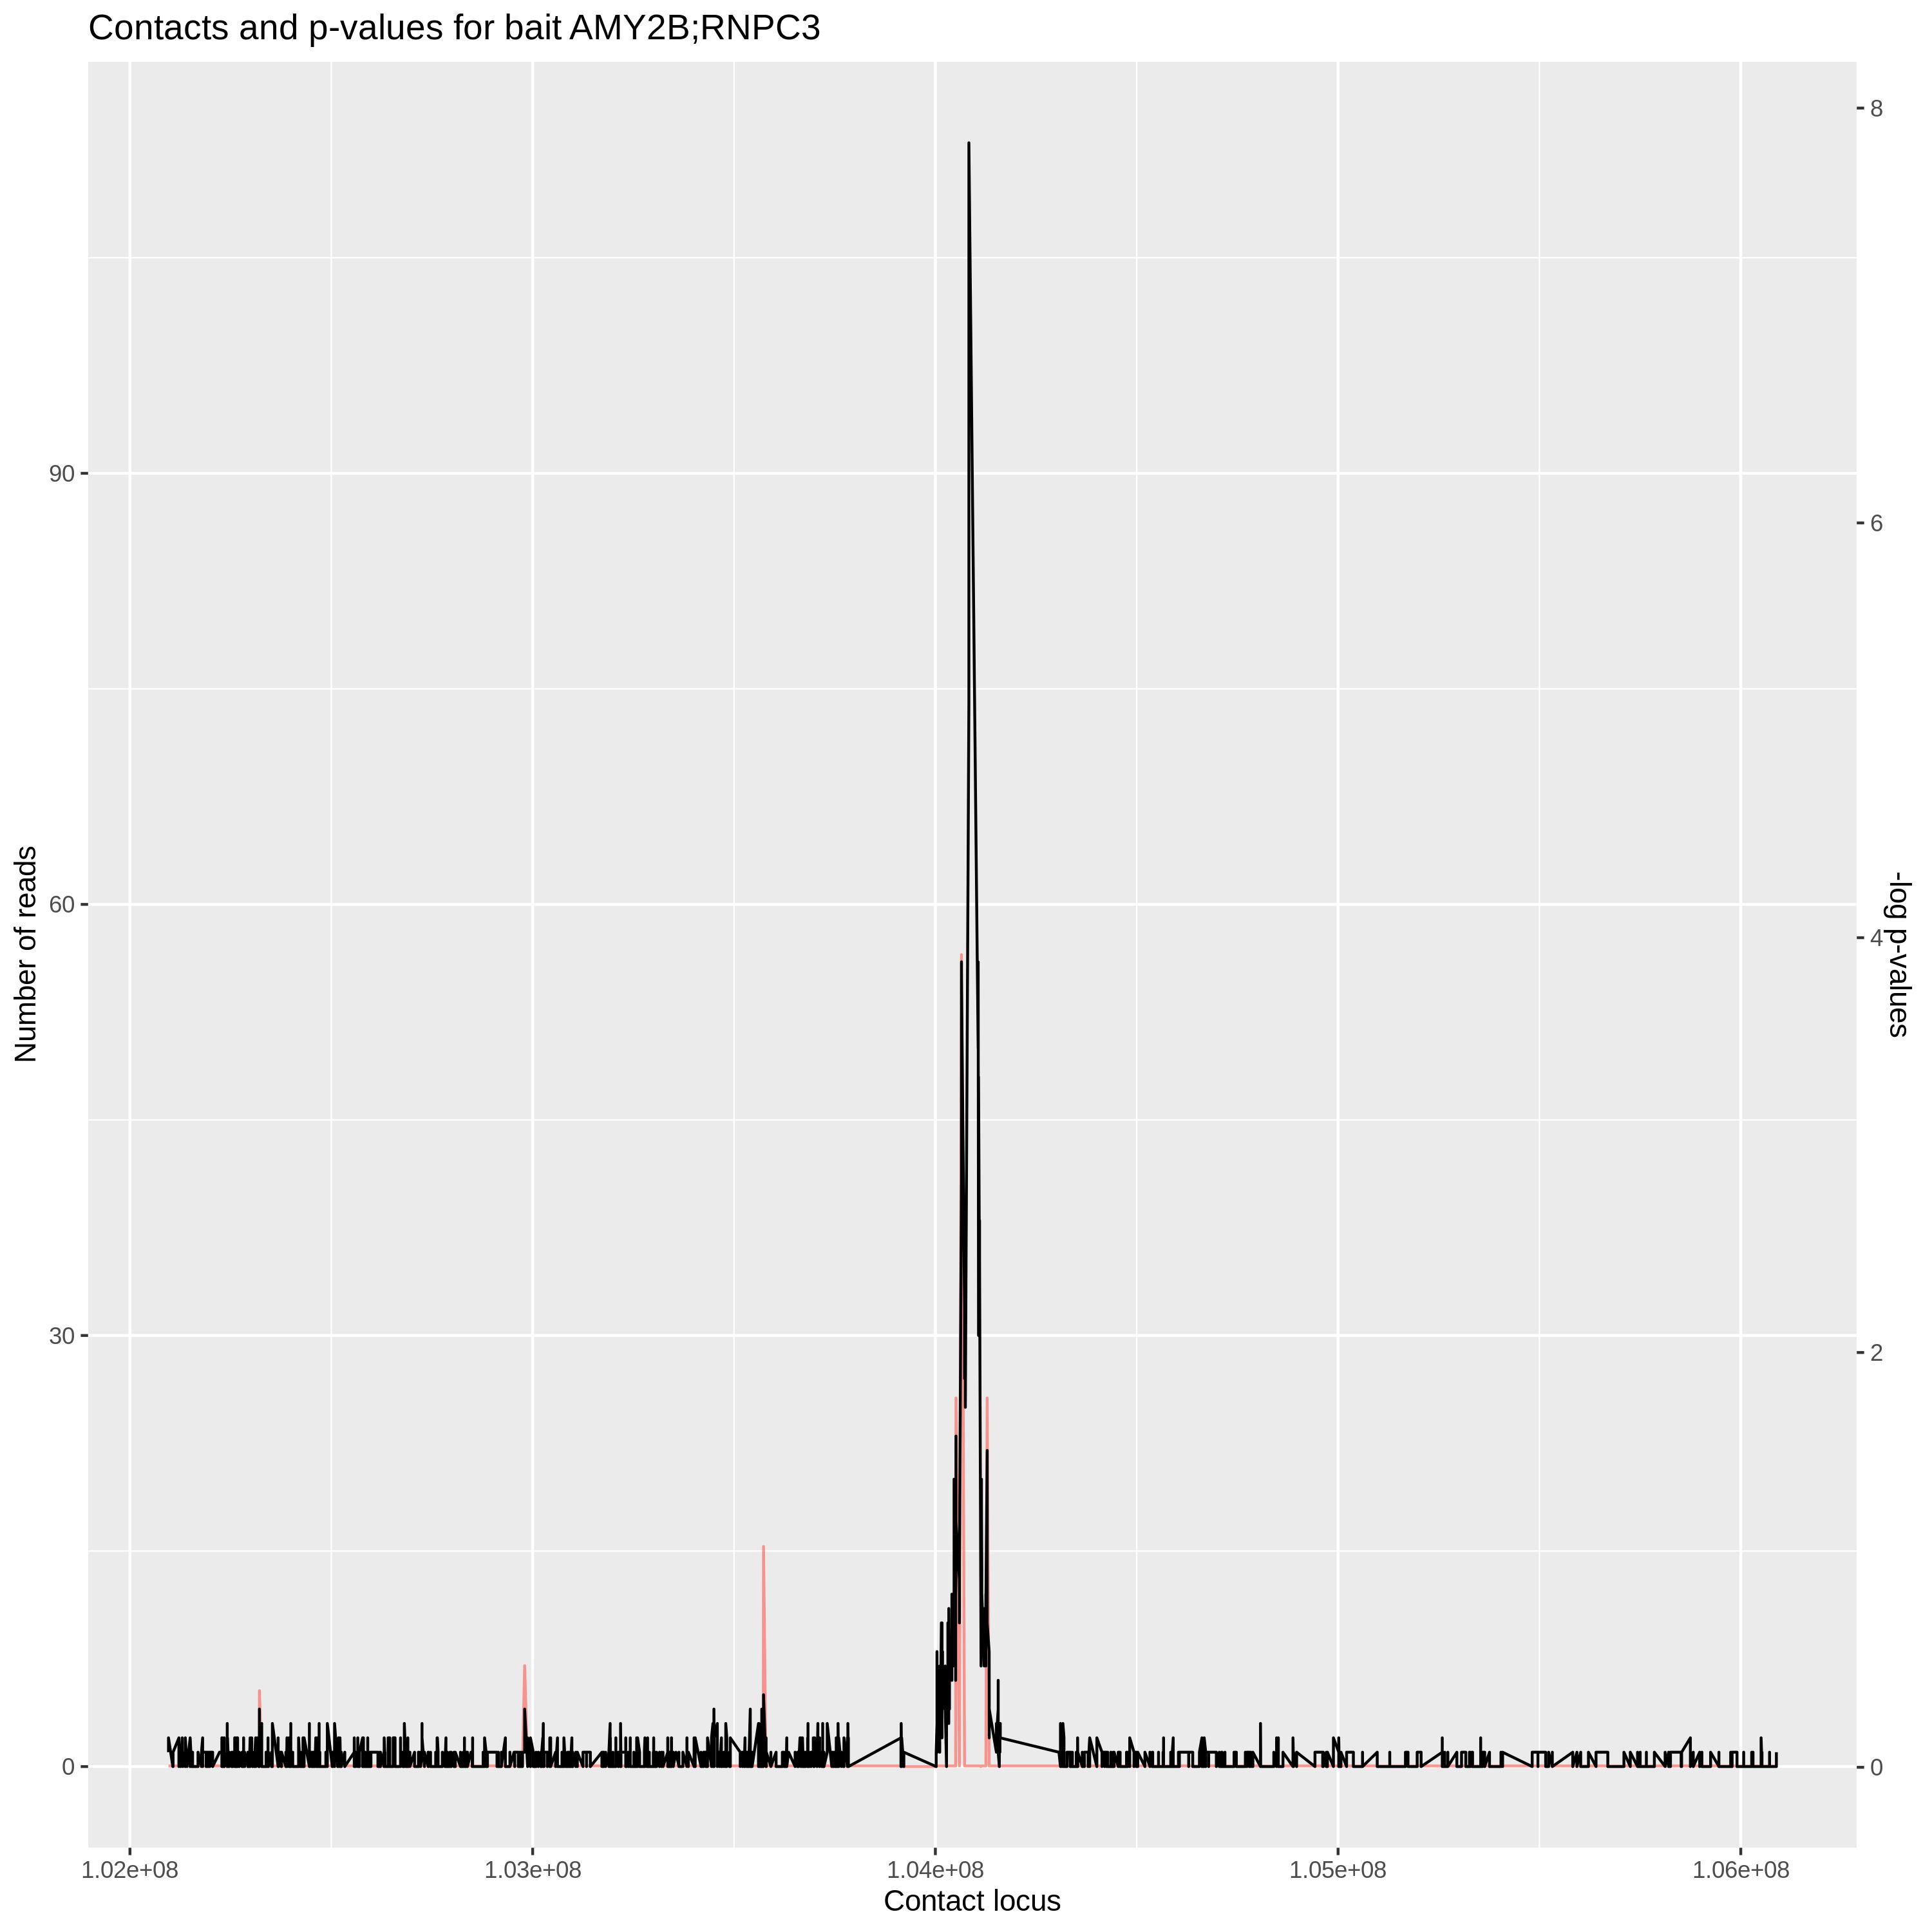 Contacts and p-values for bait AMY2B;RNPC3
Number of reads
90
60
30
0
8
6
4
2
0
-log p-values
1.02e+08 1.03e+08 1.04e+08 1.05e+08 1.06e+08
Contact locus